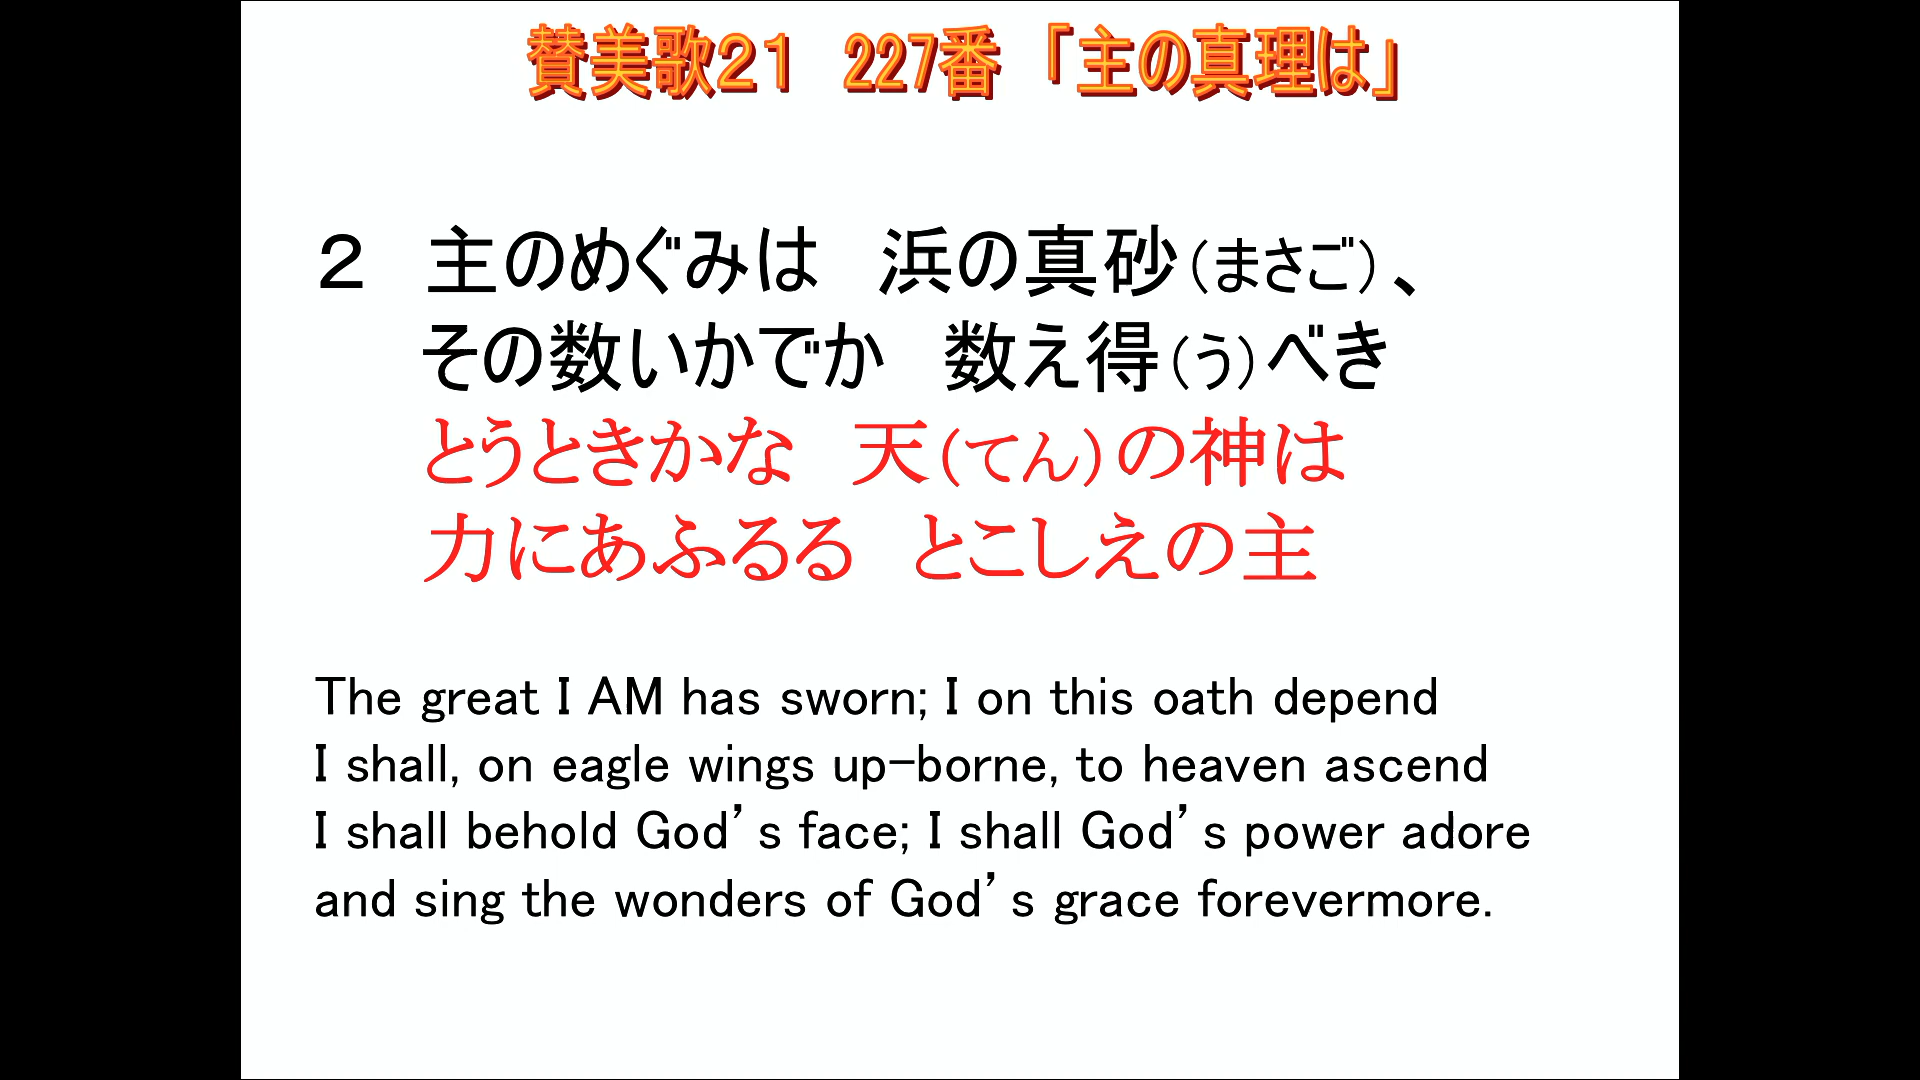 賛美歌２１　227番　「主の真理は」
２　主のめぐみは　浜の真砂（まさご）、
その数いかでか　数え得（う）べき
とうときかな　天（てん）の神は
力にあふるる　とこしえの主
The great I AM has sworn; I on this oath depend
I shall, on eagle wings up-borne, to heaven ascend
I shall behold God’s face; I shall God’s power adore
and sing the wonders of God’s grace forevermore.